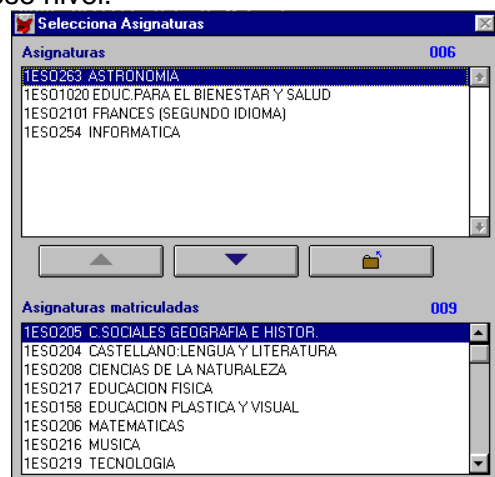 ese nivel.
Selecciona Asignaturas
Asignaturas 006
1ESO263 ASTRONOMIA
1ESO1020 EDUC.PARA EL BIENESTAR Y SALUD
1ESO2101 FRANCES (SEGUNDO IDIOMA)
1ESO254 INFORMATICA
Asignaturas matriculadas 009
1ESO205 C.SOCIALES GEOGRAFIA E HISTOR.
1ESO204 CASTELLANO:LENGUA Y LITERATURA
1ESO208 CIENCIAS DE LA NATURALEZA
1ESO217 EDUCACION FISICA
1ESO158 EDUCACION PLASTICA Y VISUAL
1ESO206 MATEMATICAS
1ESO216 MUSICA
1ESO219 TECNOLOGIA